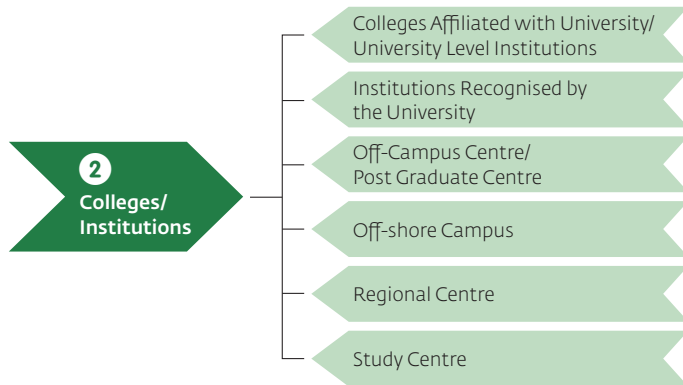 2
Colleges/
Institutions
Colleges Affiliated with University/
University Level Institutions
Institutions Recognised by
the University
Off-Campus Centre/
Post Graduate Centre
Off-shore Campus
Regional Centre
Study Centre